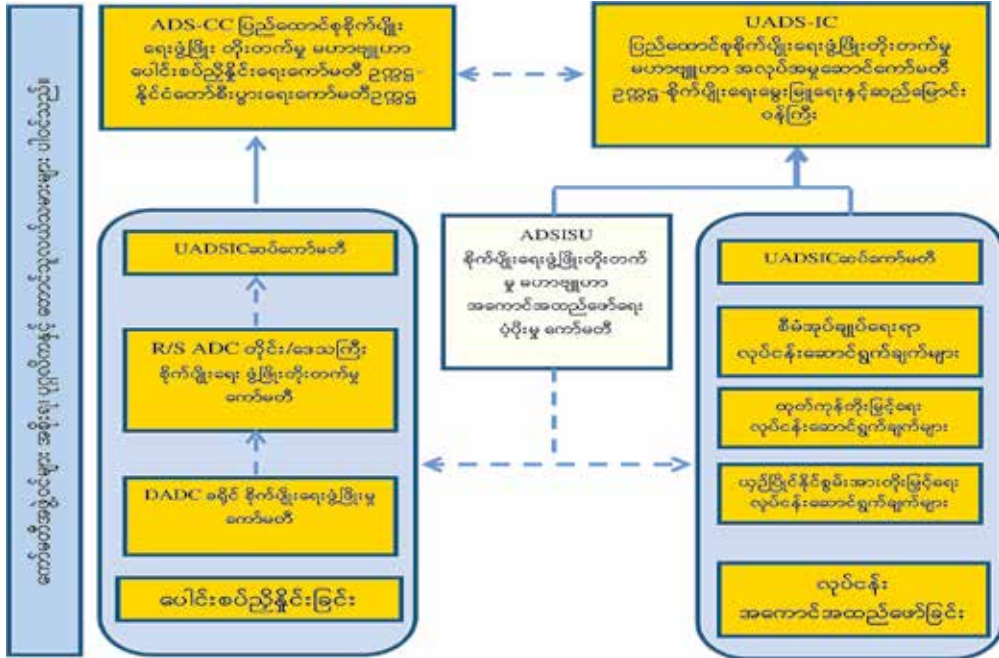 ADS-CC ပြည်ထောင်စုစိုက်ပျိုး
ရေးဖွံ့ဖြိုး တိုးတက်မှု မဟာဗျူဟာ
ပေါင်းစပ်ညှိနှိုင်းရေးကော်မတီ ဥက္ကဋ္ဌ-
နိုင်ငံတော်စီးပွားရေးကော်မတီဥက္ကဋ္ဌ
UADS-IC
ပြည်ထောင်စုစိုက်ပျိုးရေးဖွံ့ဖြိုးတိုးတက်မှု
မဟာဗျူဟာ အလုပ်အမှုဆောင်ကော်မတီ
ဥက္ကဋ္ဌ-စိုက်ပျိုးရေးမွေးမြူရေးနှင့်ဆည်မြောင်း
ဝန်ကြီး
UADSICဆပ်ကော်မတီ
R/S ADC တိုင်း/ဒေသကြီး
စိုက်ပျိုးရေး ဖွံ့ဖြိုးတိုးတက်မှု
ကော်မတီ
DADC ခရိုင် စိုက်ပျိုးရေးဖွံ့ဖြိုးမှု
ကော်မတီ
ပေါင်းစပ်ညှိနှိုင်းခြင်း
ADSISU
စိုက်ပျိုးရေးဖွံ့ဖြိုးတိုးတက်
မှု မဟာဗျူဟာ
အကောင်အထည်ဖော်ရေး
ပံ့ပိုးမှု ကော်မတီ
UADSICဆပ်ကော်မတီ
စီမံအုပ်ချုပ်ရေးရာ
လုပ်ငန်းဆောင်ရွက်ချက်များ
ထုတ်ကုန်တိုးမြှင့်ရေး
လုပ်ငန်းဆောင်ရွက်ချက်များ
ယှဉ်ပြိုင်နိုင်စွမ်းအားတိုးမြှင့်ရေး
လုပ်ငန်းဆောင်ရွက်ချက်များ
လုပ်ငန်း
အကောင်အထည်ဖော်ခြင်း